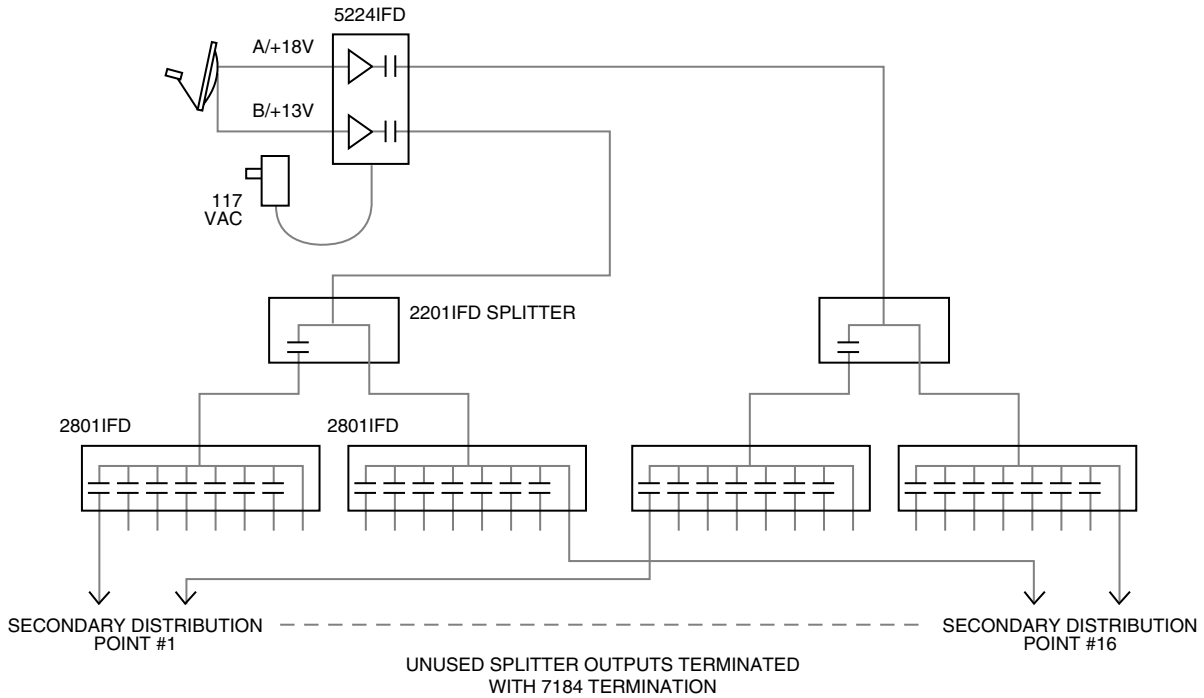 5224IFD
A/+18V
B/+13V
117
VAC
2201IFD SPLITTER
2801IFD
2801IFD
SECONDARY DISTRIBUTION
POINT #1
SECONDARY DISTRIBUTION
POINT #16
UNUSED SPLITTER OUTPUTS TERMINATED
WITH 7184 TERMINATION